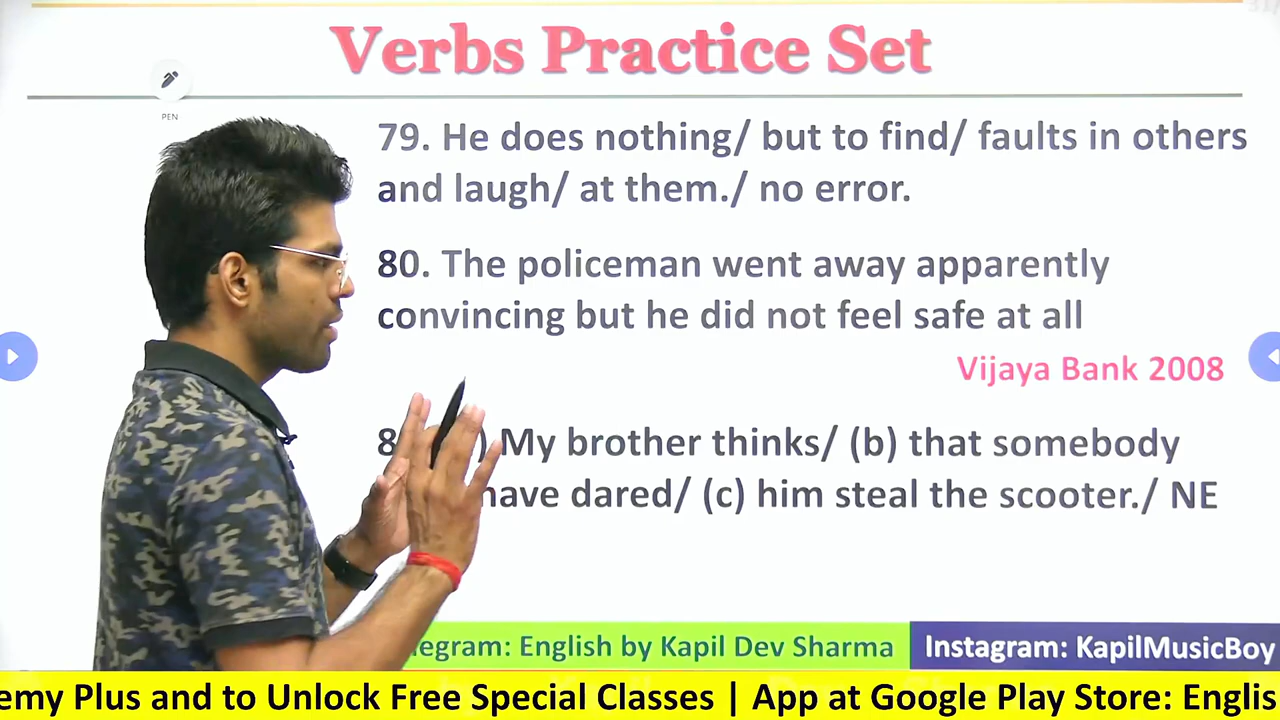 Verbs Practice Set
PEN
79. He does nothing/ but to find/ faults in others
and laugh/ at them./ no error.
80. The policeman went away apparently
convincing but he did not feel safe at all
Vijaya Bank 2008
8 ) My brother thinks/ (b) that somebody
have dared/ (c) him steal the scooter./ NE
English by Kapil Dev Sharma
Instagram: KapilMusicBoy
Plus and to Unlock Free Special Classes | App at Google Play Store: